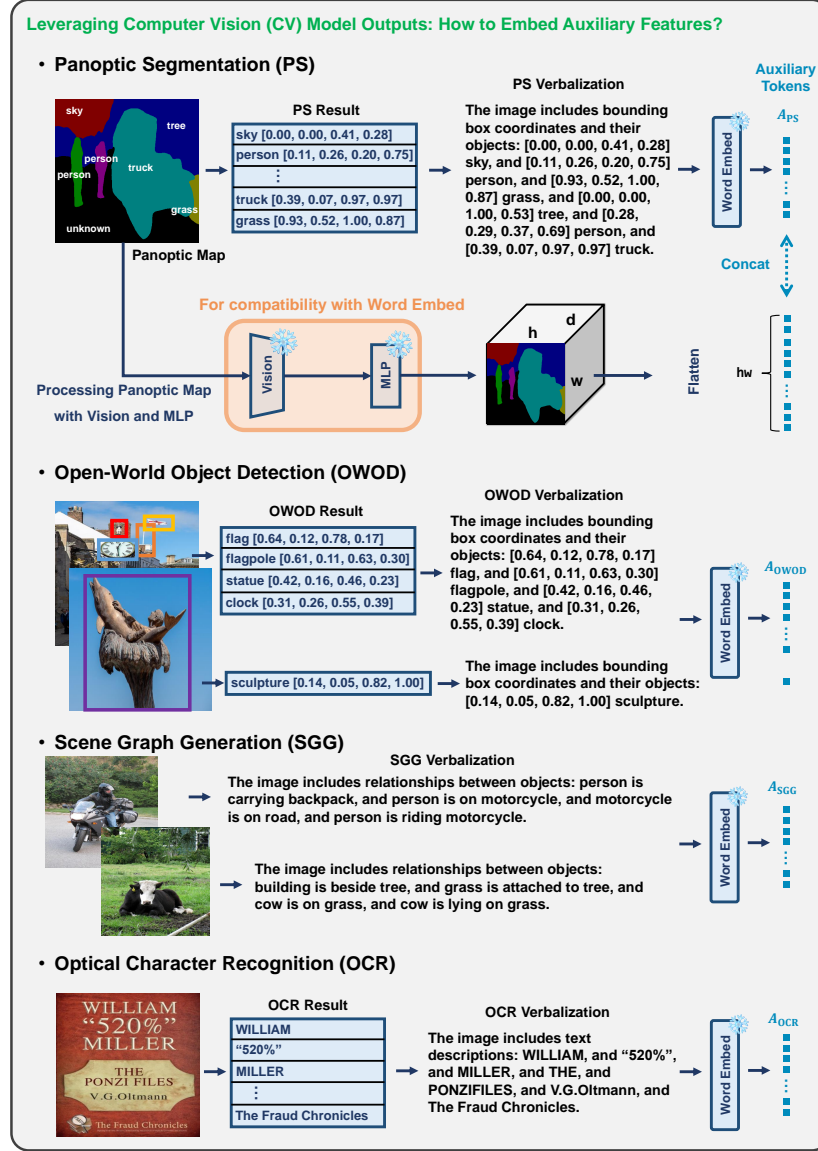 Leveraging Computer Vision (CV) Model Outputs: How to Embed Auxiliary Features?
• Panoptic Segmentation (PS)
sky
tree
person
person
truck
grass
unknown
Panoptic Map
PS Result
sky [0.00, 0.00, 0.41, 0.28]
person [0.11, 0.26, 0.20, 0.75]
⋮
truck [0.39, 0.07, 0.97, 0.97]
grass [0.93, 0.52, 1.00, 0.87]
PS Verbalization
The image includes bounding
box coordinates and their
objects: [0.00, 0.00, 0.41, 0.28]
sky, and [0.11, 0.26, 0.20, 0.75]
person, and [0.93, 0.52, 1.00,
0.87] grass, and [0.00, 0.00,
1.00, 0.53] tree, and [0.28,
0.29, 0.37, 0.69] person, and
[0.39, 0.07, 0.97, 0.97] truck.
Word Embed
Auxiliary
Tokens
A_PS
Concat
For compatibility with Word Embed
Processing Panoptic Map
with Vision and MLP
Vision
MLP
h
d
w
Flatten
hw
• Open-World Object Detection (OWOD)
OWOD Result
flag [0.64, 0.12, 0.78, 0.17]
flagpole [0.61, 0.11, 0.63, 0.30]
statue [0.42, 0.16, 0.46, 0.23]
clock [0.31, 0.26, 0.55, 0.39]
OWOD Verbalization
The image includes bounding
box coordinates and their
objects: [0.64, 0.12, 0.78, 0.17]
flag, and [0.61, 0.11, 0.63, 0.30]
flagpole, and [0.42, 0.16, 0.46,
0.23] statue, and [0.31, 0.26,
0.55, 0.39] clock.
sculpture [0.14, 0.05, 0.82, 1.00]
The image includes bounding
box coordinates and their objects:
[0.14, 0.05, 0.82, 1.00] sculpture.
Word Embed
A_OWOD
• Scene Graph Generation (SGG)
SGG Verbalization
The image includes relationships between objects: person is
carrying backpack, and person is on motorcycle, and motorcycle
is on road, and person is riding motorcycle.
The image includes relationships between objects:
building is beside tree, and grass is attached to tree, and
cow is on grass, and cow is lying on grass.
Word Embed
A_SGG
• Optical Character Recognition (OCR)
WILLIAM
“520%”
MILLER
THE
PONZI FILES
V.G.Oltmann
The Fraud Chronicles
OCR Result
WILLIAM
“520%”
MILLER
⋮
The Fraud Chronicles
OCR Verbalization
The image includes text
descriptions: WILLIAM, and “520%”,
and MILLER, and THE, and
PONZIFILES, and V.G.Oltmann, and
The Fraud Chronicles.
Word Embed
A_OCR